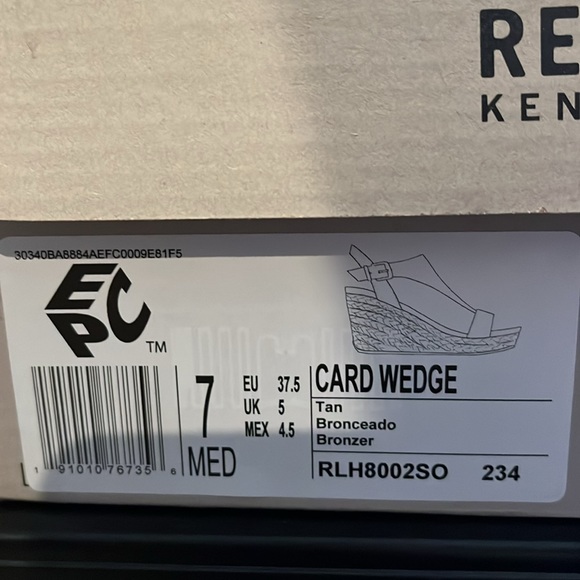 RE
KEN
30340BA8884AEFC0009E81F5
EPC TM
7 MED
EU 37.5
UK 5
MEX 4.5
CARD WEDGE
Tan
Bronceado
Bronzer
RLH8002SO 234
1 91010 76735 6